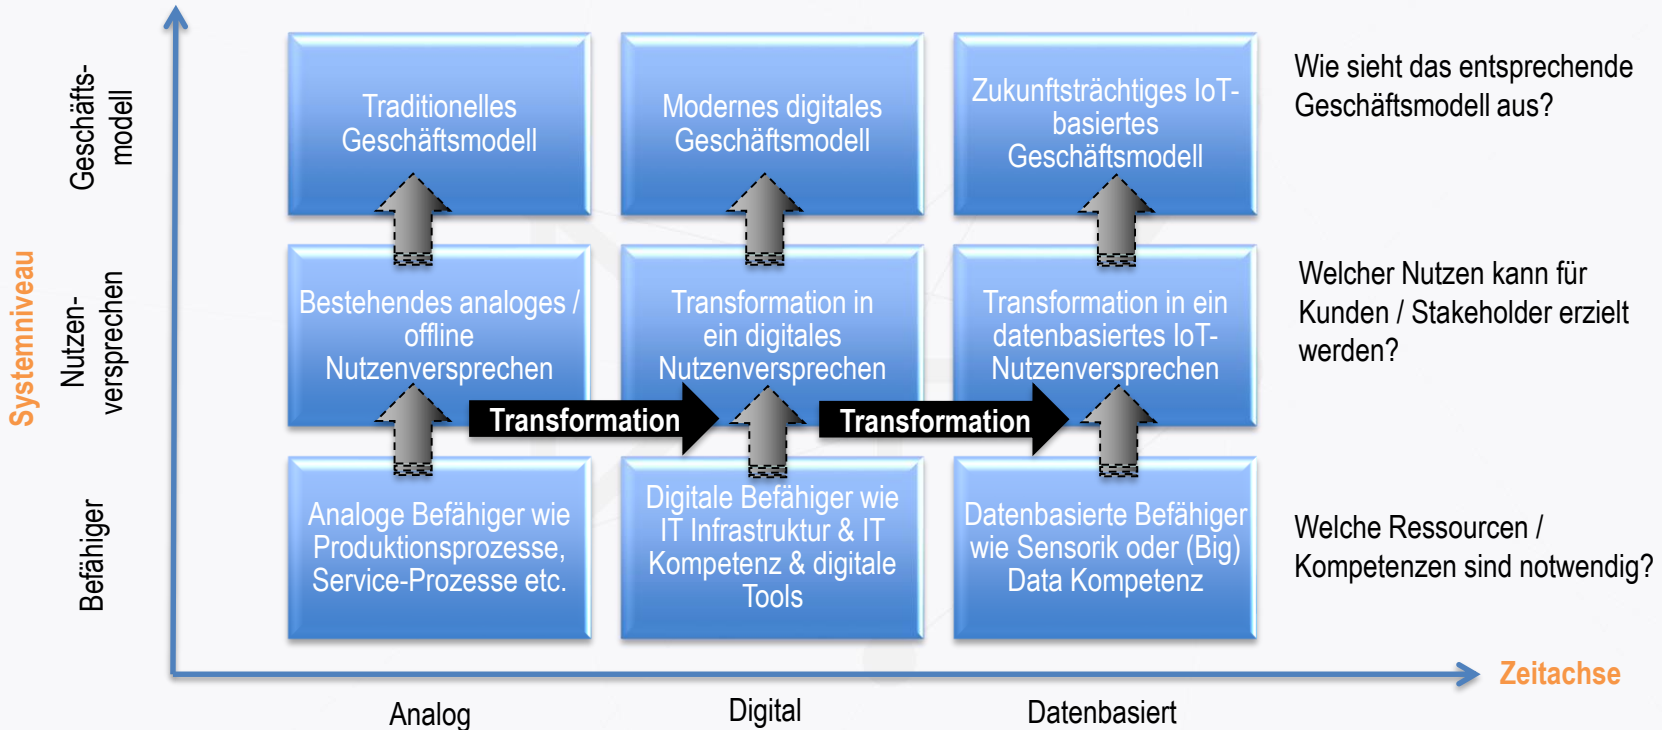 Systemniveau
Geschäfts-
modell
Traditionelles
Geschäftsmodell
Modernes digitales
Geschäftsmodell
Zukunftsträchtiges IoT-
basiertes
Geschäftsmodell
Wie sieht das entsprechende
Geschäftsmodell aus?
Nutzen-
versprechen
Bestehendes analoges /
offline
Nutzenversprechen
Transformation in
ein digitales
Nutzenversprechen
Transformation in ein
datenbasiertes IoT-
Nutzenversprechen
Welcher Nutzen kann für
Kunden / Stakeholder erzielt
werden?
Transformation
Transformation
Befähiger
Analoge Befähiger wie
Produktionsprozesse,
Service-Prozesse etc.
Digitale Befähiger wie
IT Infrastruktur & IT
Kompetenz & digitale
Tools
Datenbasierte Befähiger
wie Sensorik oder (Big)
Data Kompetenz
Welche Ressourcen /
Kompetenzen sind notwendig?
Zeitachse
Analog
Digital
Datenbasiert